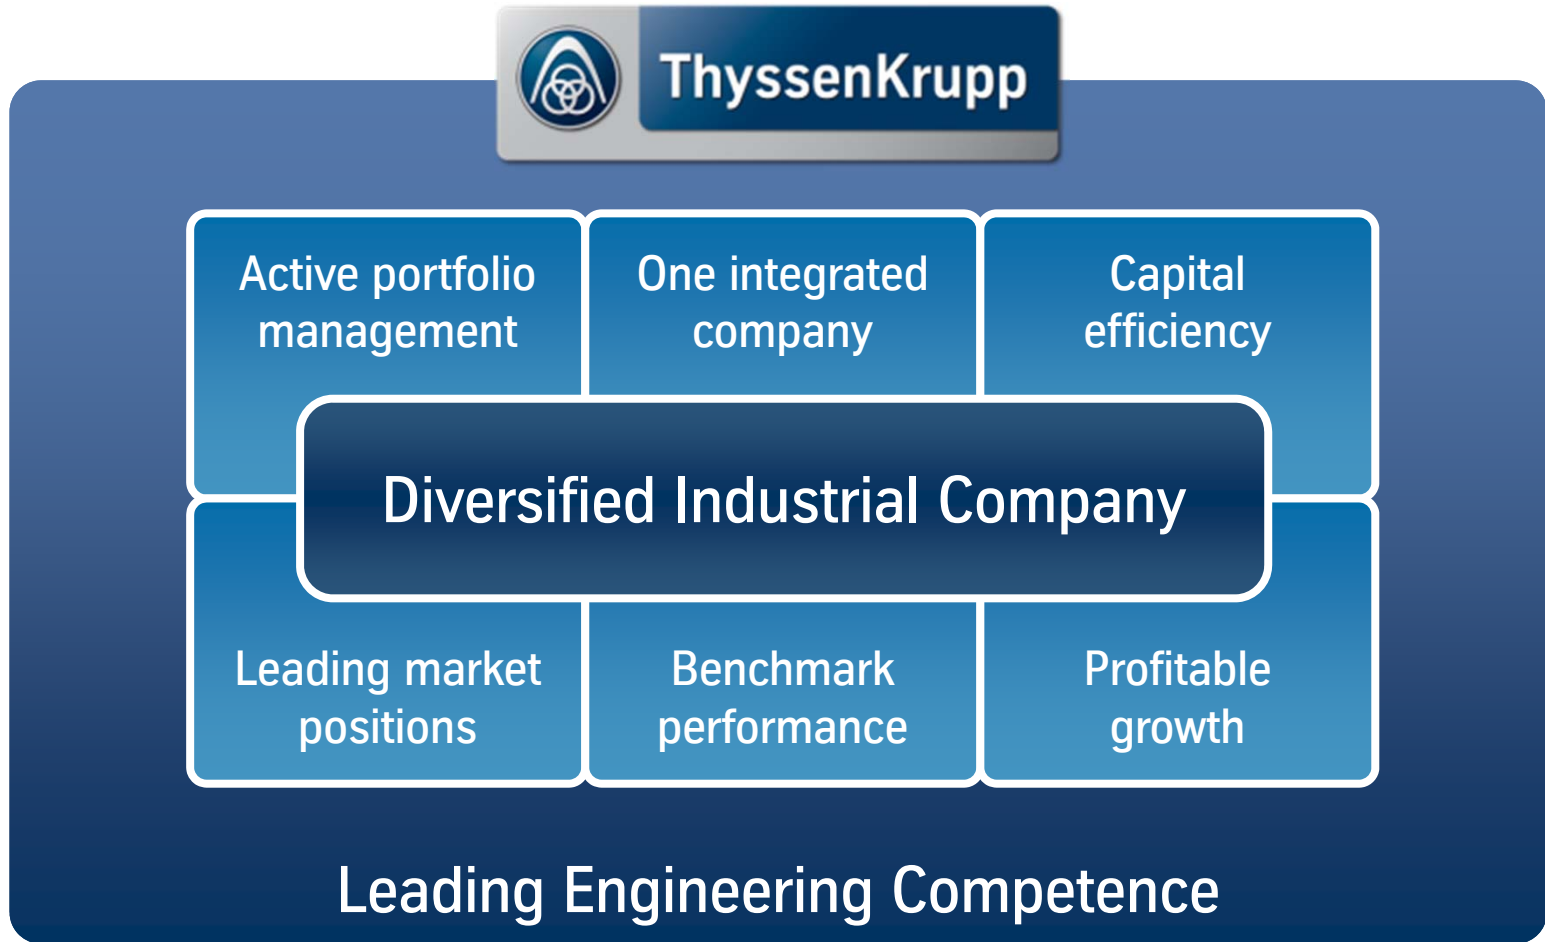 ThyssenKrupp
Active portfolio
management
One integrated
company
Capital
efficiency
Diversified Industrial Company
Leading market
positions
Benchmark
performance
Profitable
growth
Leading Engineering Competence